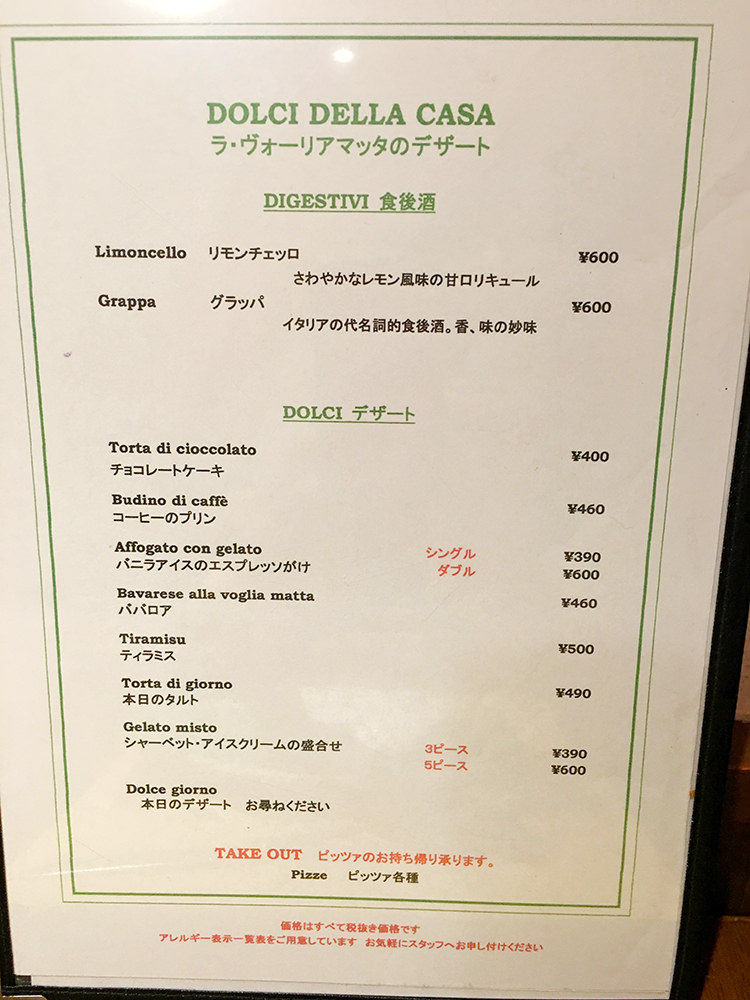 DOLCI DELLA CASA
ラ・ヴォーリアマッタのデザート
DIGESTIVI 食後酒
Limoncello リモンチェッロ ¥600
さわやかなレモン風味の甘口リキュール
Grappa グラッパ ¥600
イタリアの代名詞的食後酒。香、味の妙味
DOLCI デザート
Torta di cioccolato ¥400
チョコレートケーキ
Budino di caffè ¥460
コーヒーのプリン
Affogato con gelato シングル ¥390
バニラアイスのエスプレッソがけ ダブル ¥600
Bavarese alla voglia matta ¥460
ババロア
Tiramisu ¥500
ティラミス
Torta di giorno ¥490
本日のタルト
Gelato misto
シャーベット・アイスクリームの盛合せ 3ピース ¥390
5ピース ¥600
Dolce giorno
本日のデザート お尋ねください
TAKE OUT ピッツァのお持ち帰り承ります。
Pizze ピッツァ各種
価格はすべて税抜き価格です
アレルギー表示一覧表をご用意しています お気軽にスタッフへお申し付けください